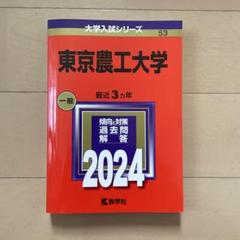 大学入試シリーズ
53
東京農工大学
一般
最近3ヵ年
傾向と対策
過去問
解答
2024
教学社